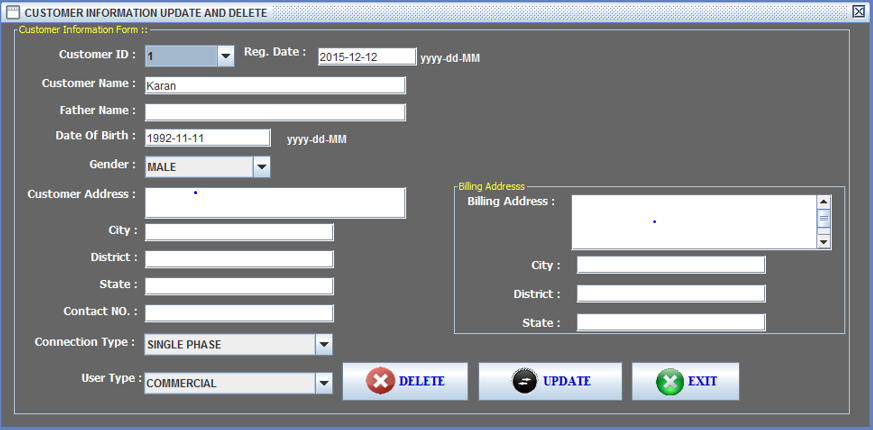 CUSTOMER INFORMATION UPDATE AND DELETE
Customer Information Form ::
Customer ID : 1 Reg. Date : 2015-12-12 yyyy-dd-MM
Customer Name : Karan
Father Name :
Date Of Birth : 1992-11-11 yyyy-dd-MM
Gender : MALE
Customer Address :
City :
District :
State :
Contact NO. :
Connection Type : SINGLE PHASE
User Type : COMMERCIAL
Billing Addresss
Billing Address :
City :
District :
State :
DELETE UPDATE EXIT